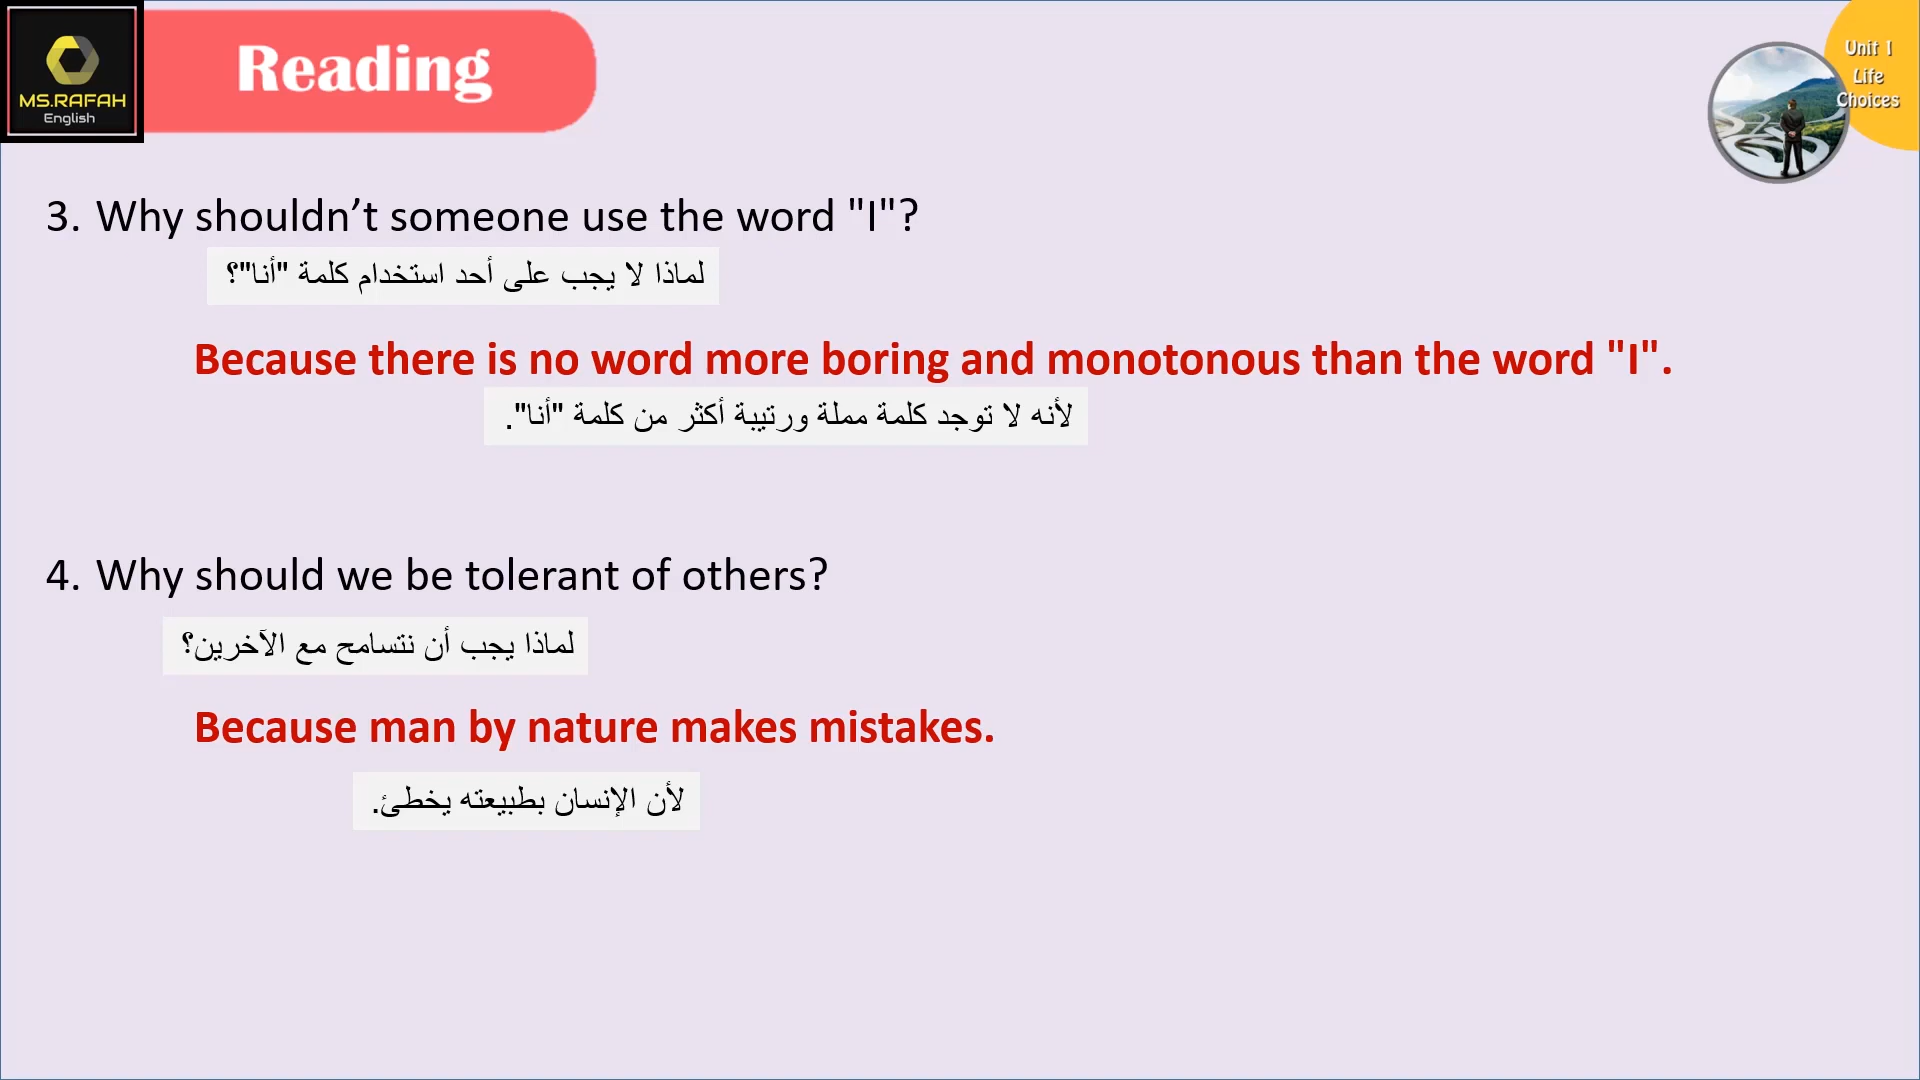 MS.RAFAH
English
Reading
Unit 1
Life
Choices
3. Why shouldn’t someone use the word "I"?
لماذا لا يجب على أحد استخدام كلمة "أنا"؟
Because there is no word more boring and monotonous than the word "I".
لأنه لا توجد كلمة مملة ورتيبة أكثر من كلمة "أنا".
4. Why should we be tolerant of others?
لماذا يجب أن نتسامح مع الآخرين؟
Because man by nature makes mistakes.
لأن الإنسان بطبيعته يخطئ.